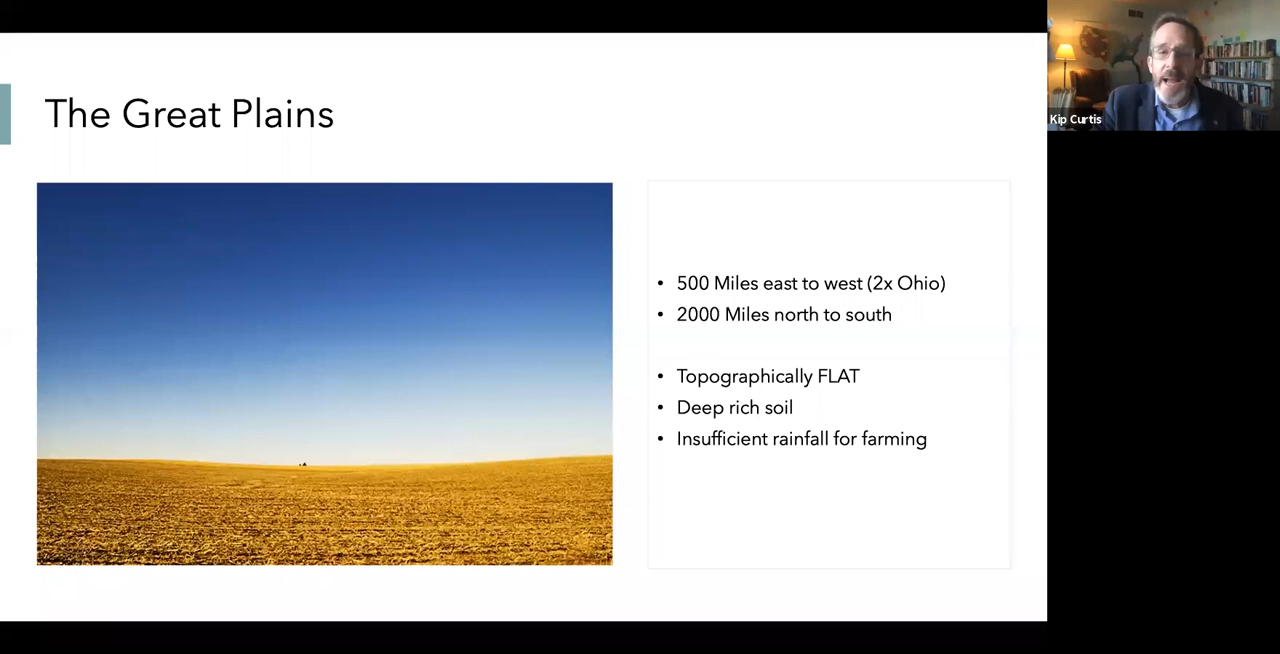 The Great Plains
• 500 Miles east to west (2x Ohio)
• 2000 Miles north to south
• Topographically FLAT
• Deep rich soil
• Insufficient rainfall for farming
Kip Curtis